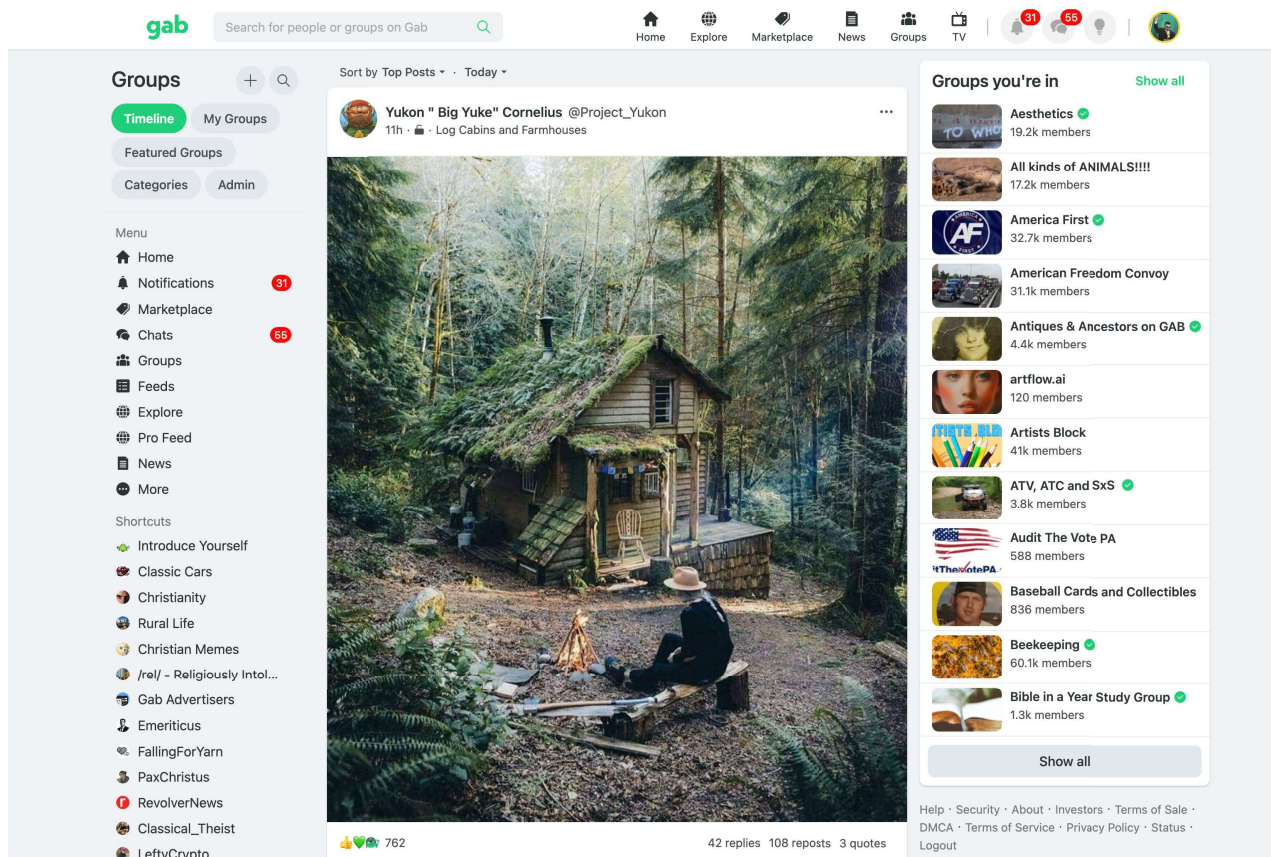 gab
Search for people or groups on Gab
Home
Explore
Marketplace
News
Groups
TV
31
55
Groups
Timeline
My Groups
Featured Groups
Categories
Admin
Menu
Home
Notifications
31
Marketplace
Chats
55
Groups
Feeds
Explore
Pro Feed
News
More
Shortcuts
Introduce Yourself
Classic Cars
Christianity
Rural Life
Christian Memes
/rel/ - Religiously Intol...
Gab Advertisers
Emeriticus
FallingForYarn
PaxChristus
RevolverNews
Classical_Theist
LeftyCrypto
Sort by Top Posts · Today
Yukon " Big Yuke" Cornelius @Project_Yukon
11h · · Log Cabins and Farmhouses
762
42 replies 108 reposts 3 quotes
Groups you're in
Show all
TO WHO
Aesthetics
19.2k members
All kinds of ANIMALS!!!!
17.2k members
AMERICA
AF
FIRST
America First
32.7k members
American Freedom Convoy
31.1k members
Antiques & Ancestors on GAB
4.4k members
artflow.ai
120 members
Artists Block
41k members
ATV, ATC and SxS
3.8k members
itThevotePA.
Audit The Vote PA
588 members
Baseball Cards and Collectibles
836 members
Beekeeping
60.1k members
Bible in a Year Study Group
1.3k members
Show all
Help · Security · About · Investors · Terms of Sale ·
DMCA · Terms of Service · Privacy Policy · Status ·
Logout